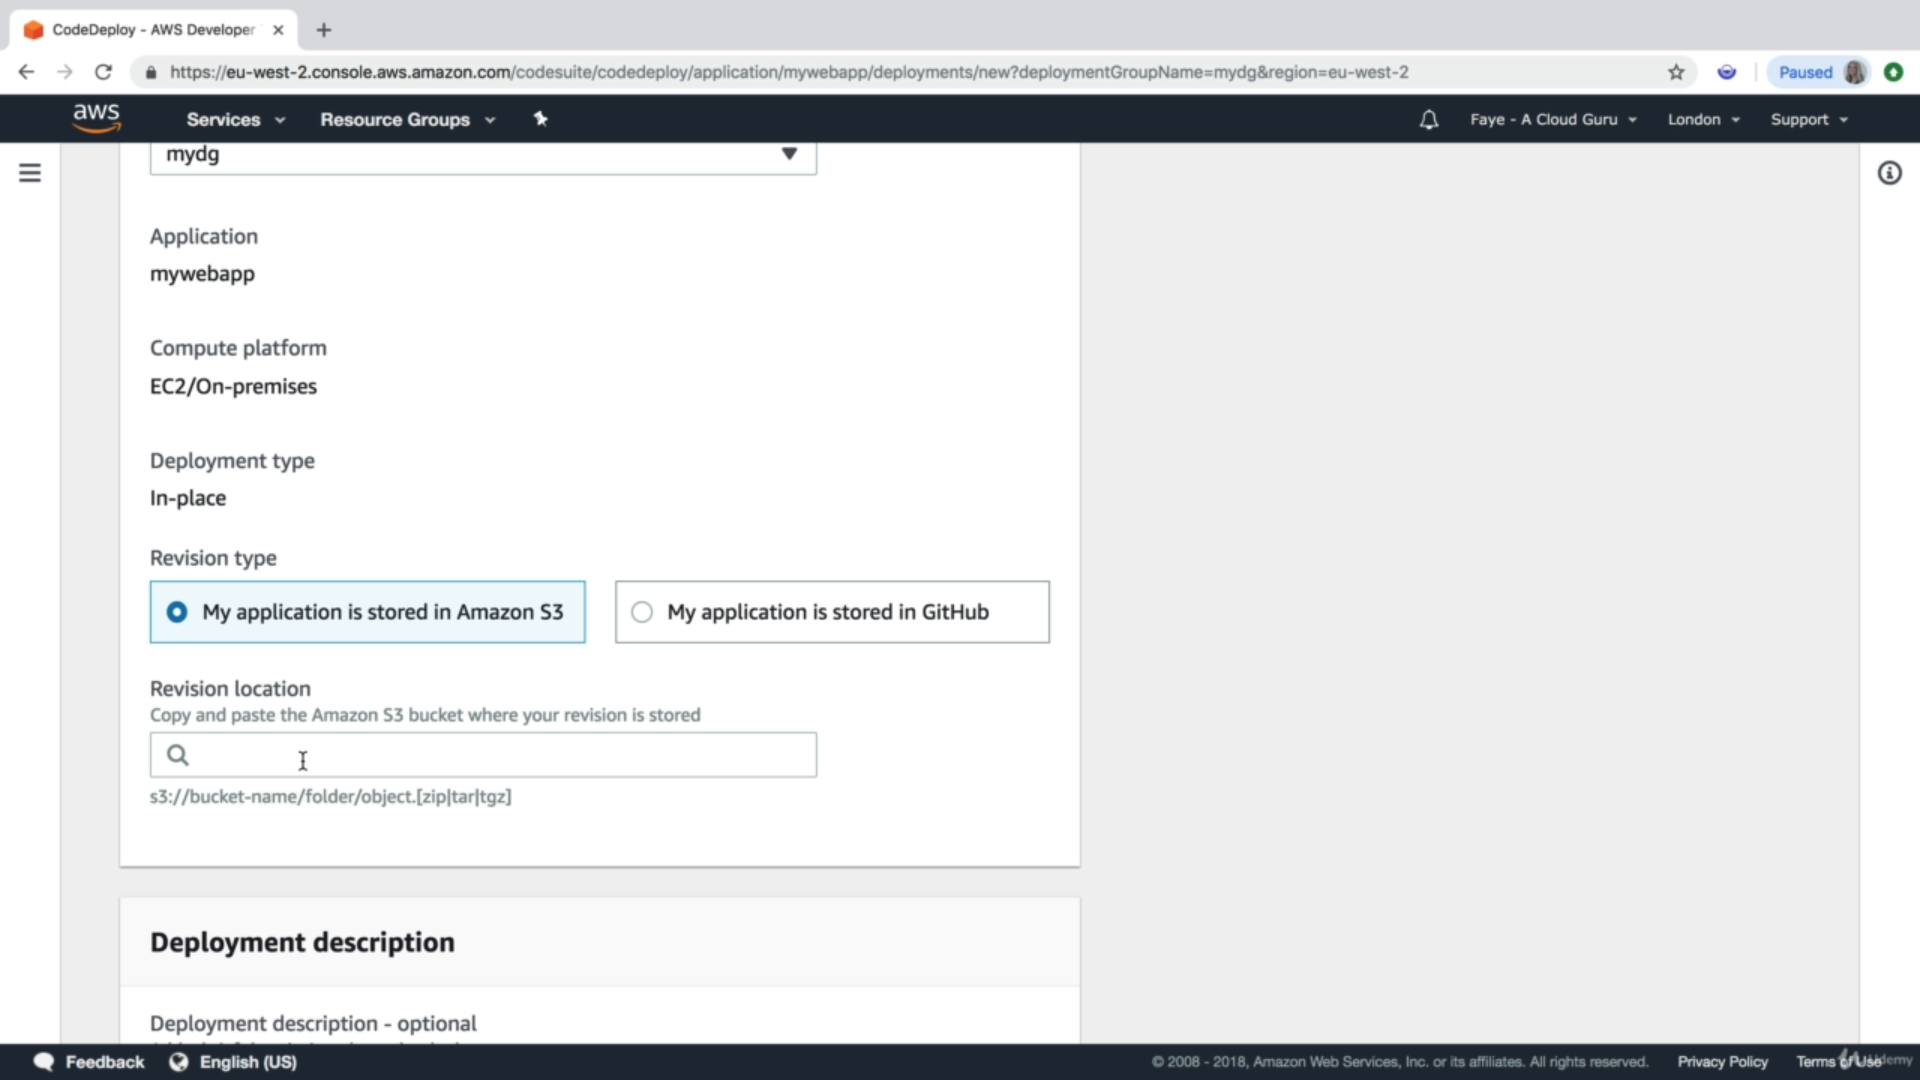 CodeDeploy - AWS Developer
https://eu-west-2.console.aws.amazon.com/codesuite/codedeploy/application/mywebapp/deployments/new?deploymentGroupName=mydg&region=eu-west-2
Paused
aws
Services
Resource Groups
Faye - A Cloud Guru
London
Support
mydg
Application
mywebapp
Compute platform
EC2/On-premises
Deployment type
In-place
Revision type
My application is stored in Amazon S3
My application is stored in GitHub
Revision location
Copy and paste the Amazon S3 bucket where your revision is stored
s3://bucket-name/folder/object.[zip|tar|tgz]
Deployment description
Deployment description - optional
Feedback
English (US)
© 2008 - 2018, Amazon Web Services, Inc. or its affiliates. All rights reserved.
Privacy Policy
Terms of Use